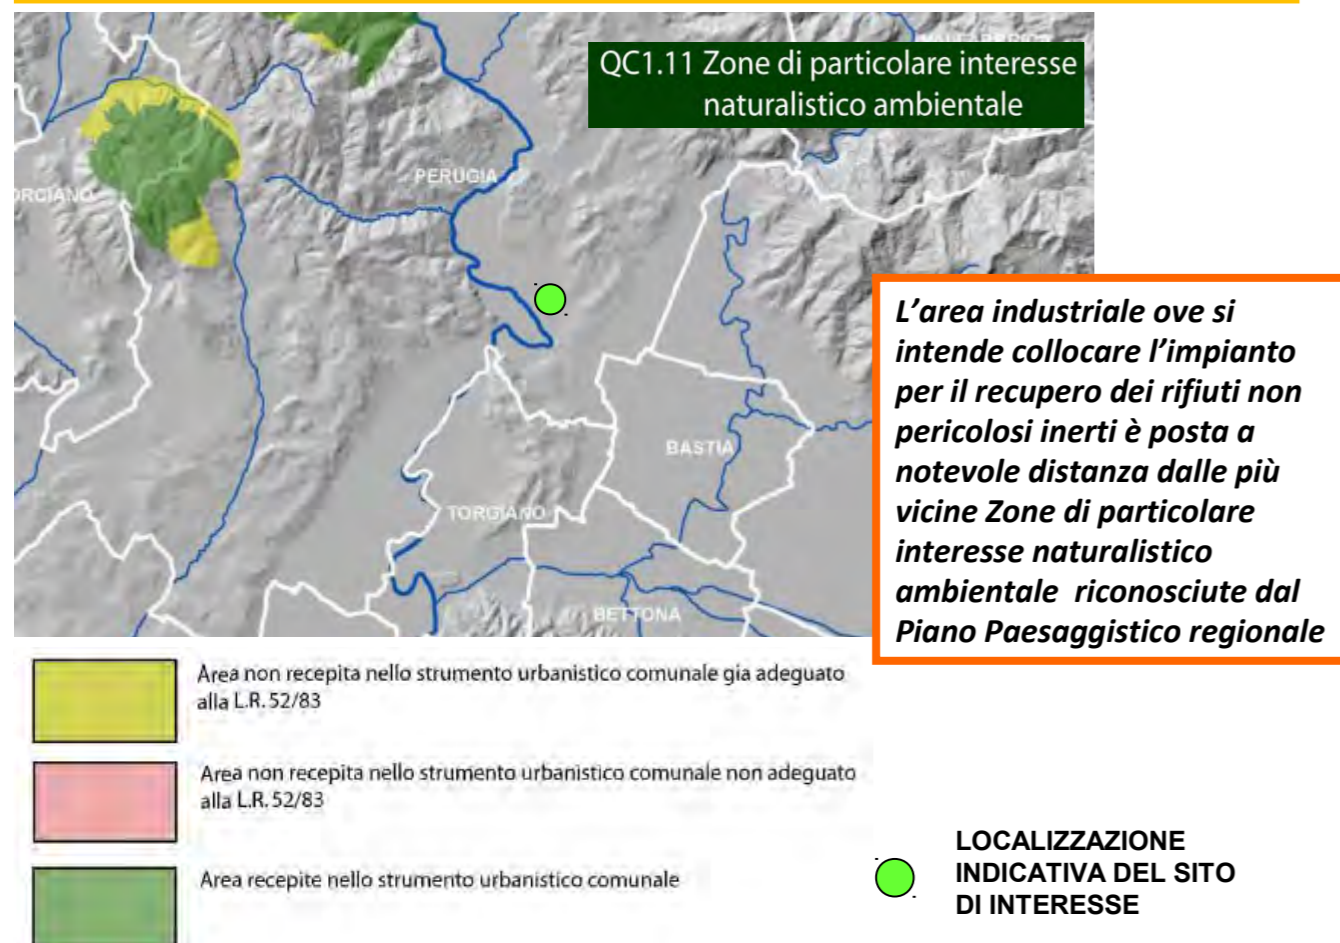 QC1.11 Zone di particolare interesse
naturalistico ambientale
PERUGIA
ORCIANO
BASTIA
TORGIANO
BETTONA
L’area industriale ove si
intende collocare l’impianto
per il recupero dei rifiuti non
pericolosi inerti è posta a
notevole distanza dalle più
vicine Zone di particolare
interesse naturalistico
ambientale riconosciute dal
Piano Paesaggistico regionale
Area non recepita nello strumento urbanistico comunale gia adeguato
alla L.R. 52/83
Area non recepita nello strumento urbanistico comunale non adeguato
alla L.R. 52/83
Area recepite nello strumento urbanistico comunale
LOCALIZZAZIONE
INDICATIVA DEL SITO
DI INTERESSE